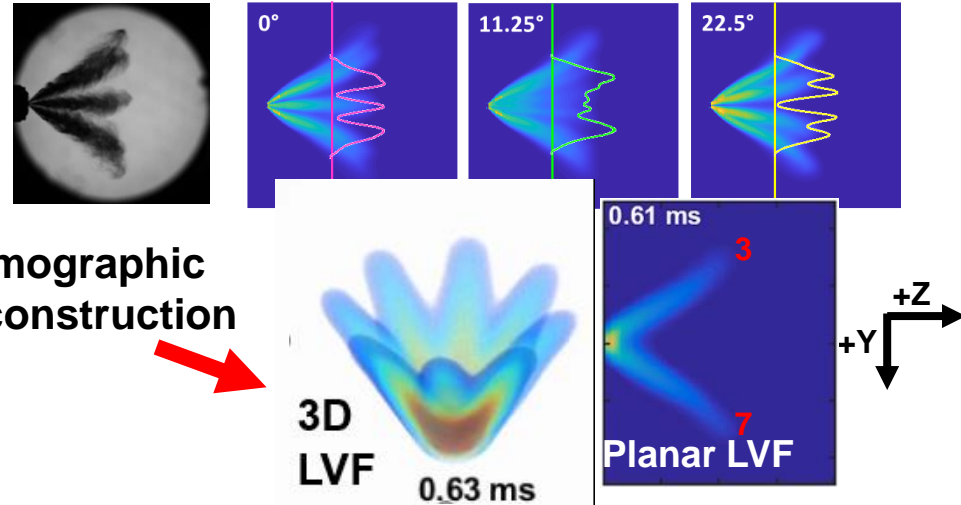 0°
11.25°
22.5°
0.61 ms
3
mographic
construction
+Z
+Y
3D
LVF
7
Planar LVF
0.63 ms